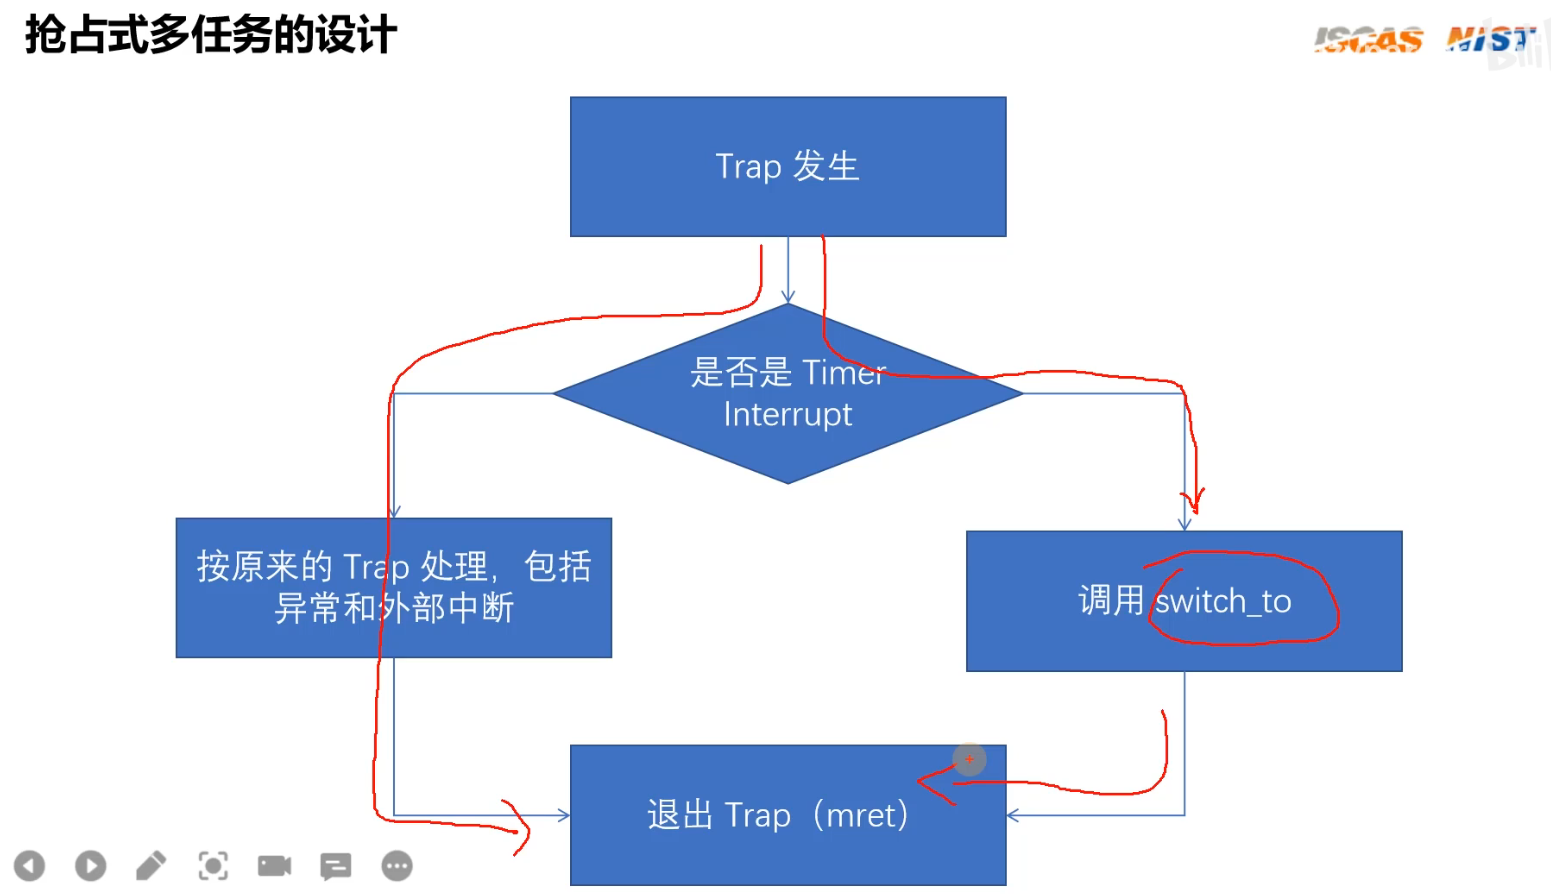 抢占式多任务的设计
ISCAS NIST
Trap 发生
是否是 Timer
Interrupt
按原来的 Trap 处理，包括
异常和外部中断
调用 switch_to
退出 Trap（mret）